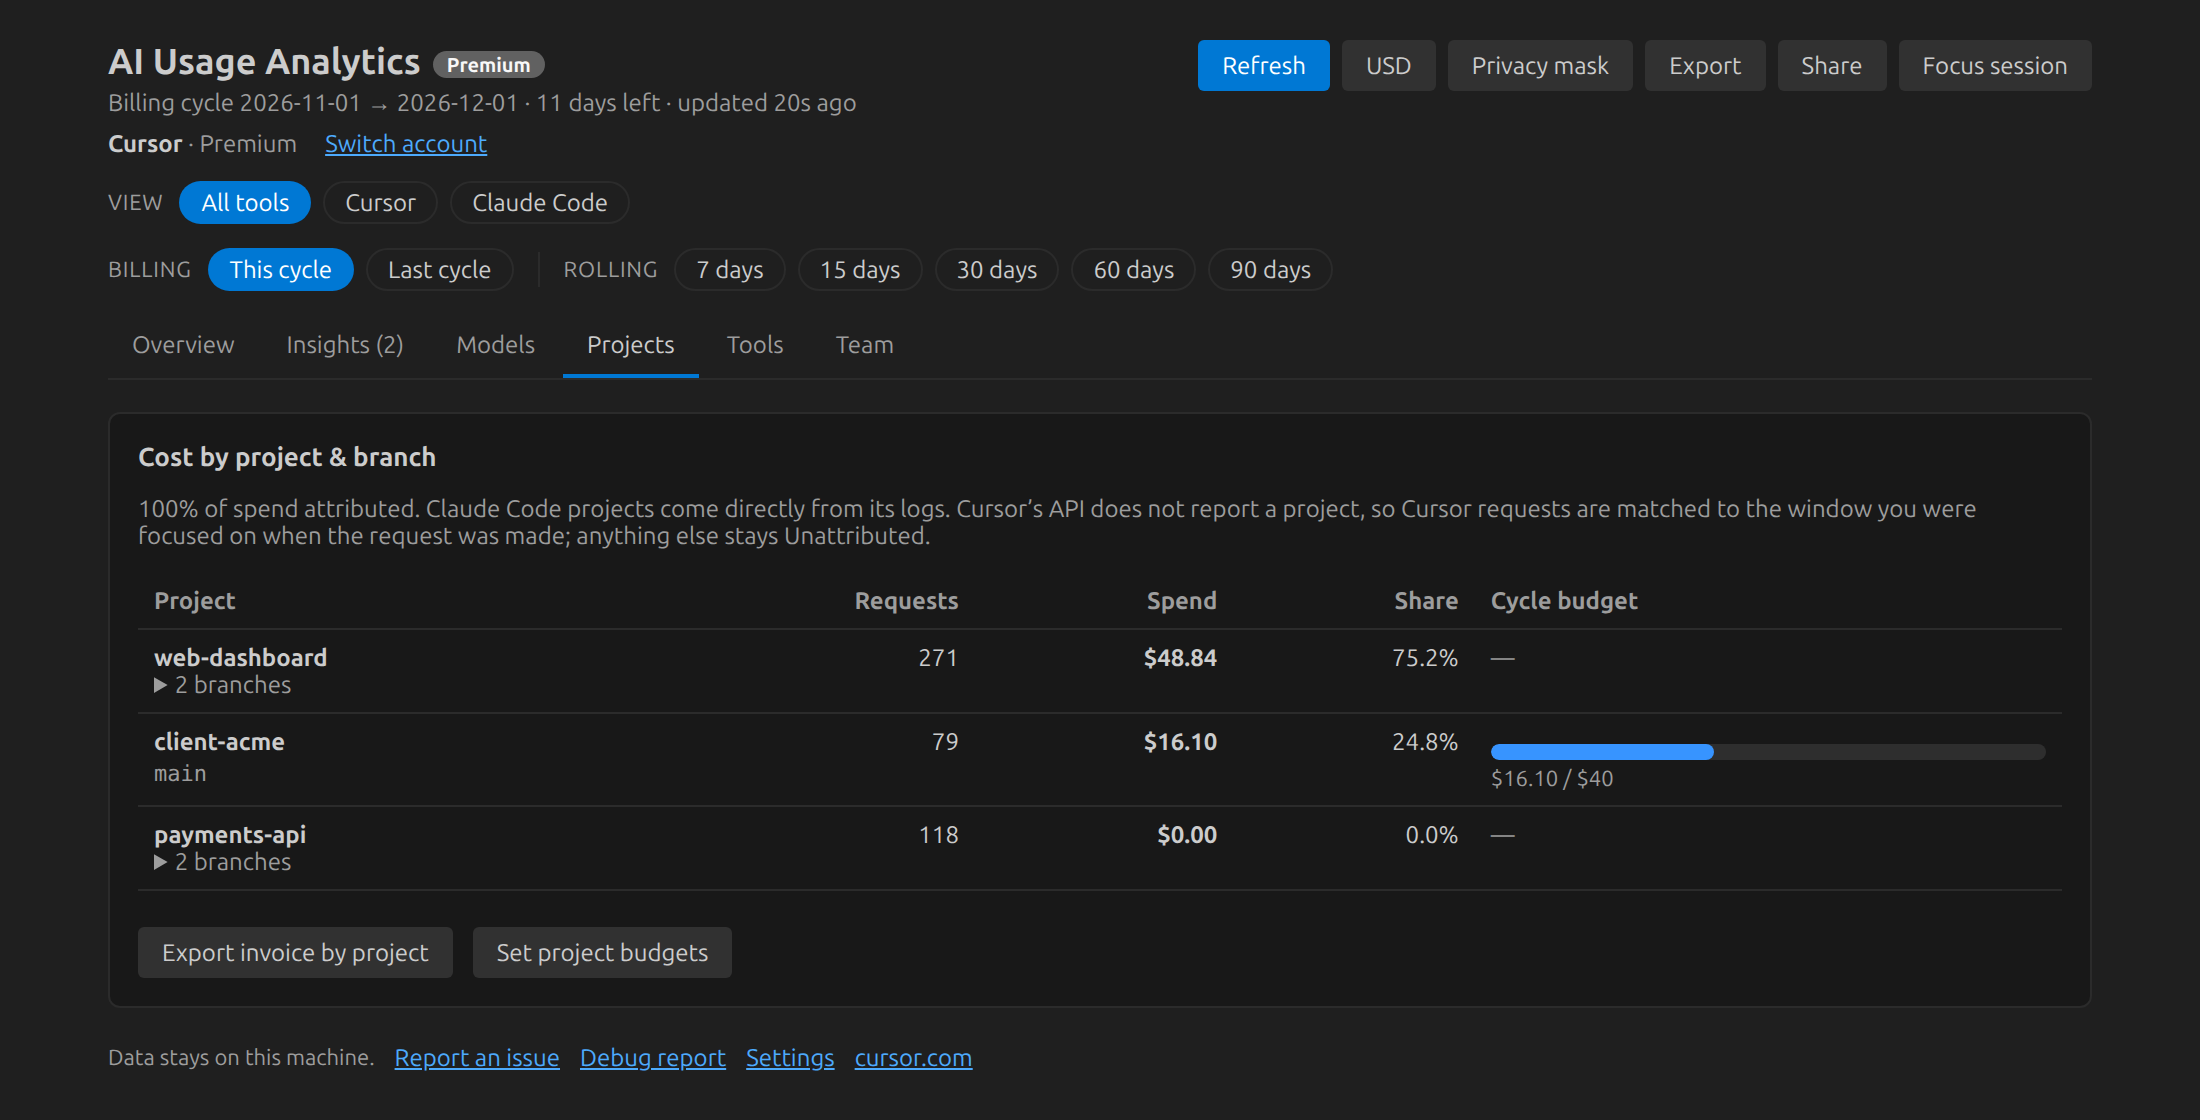 AI Usage Analytics Premium
Refresh USD Privacy mask Export Share Focus session
Billing cycle 2026-11-01 → 2026-12-01 · 11 days left · updated 20s ago
Cursor · Premium Switch account
VIEW All tools Cursor Claude Code
BILLING This cycle Last cycle ROLLING 7 days 15 days 30 days 60 days 90 days
Overview Insights (2) Models Projects Tools Team
Cost by project & branch
100% of spend attributed. Claude Code projects come directly from its logs. Cursor’s API does not report a project, so Cursor requests are matched to the window you were
focused on when the request was made; anything else stays Unattributed.
Project Requests Spend Share Cycle budget
web-dashboard 271 $48.84 75.2% —
▶ 2 branches
client-acme 79 $16.10 24.8%
main $16.10 / $40
payments-api 118 $0.00 0.0% —
▶ 2 branches
Export invoice by project Set project budgets
Data stays on this machine. Report an issue Debug report Settings cursor.com